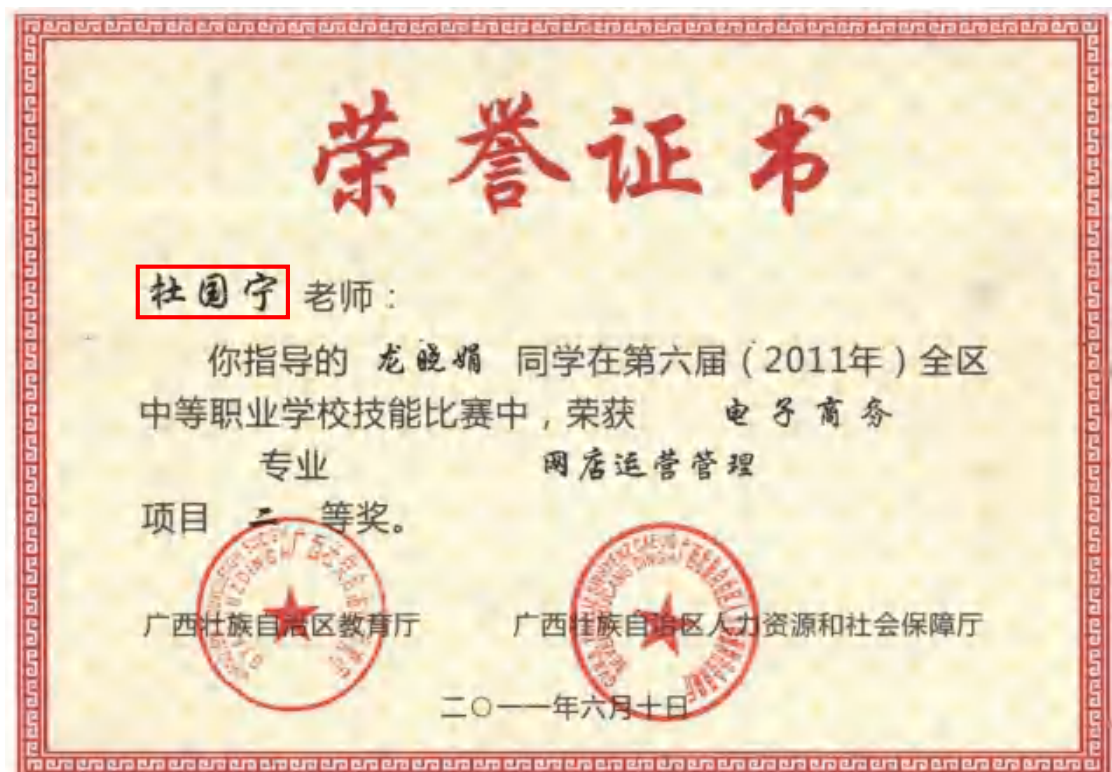 荣誉证书
杜国宁 老师：
你指导的 龙晓娟 同学在第六届（2011年）全区
中等职业学校技能比赛中，荣获 电子商务
专业 网店运营管理
项目 二 等奖。
广西壮族自治区教育厅 广西壮族自治区人力资源和社会保障厅
二○一一年六月十日